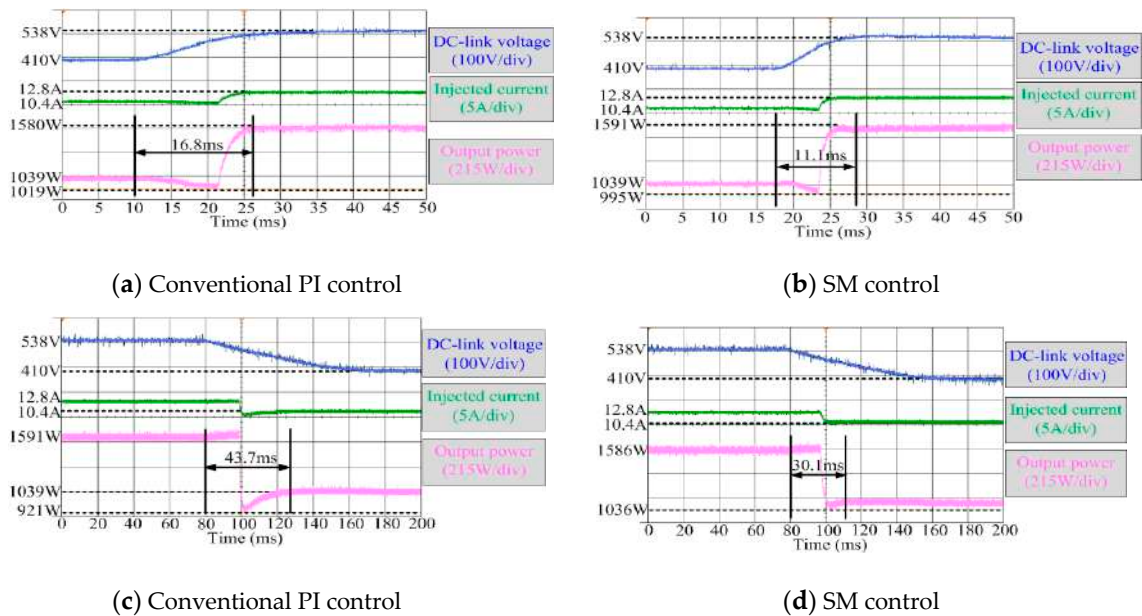 538V
410V
12.8A
10.4A
1580W
1039W
1019W
16.8ms
DC-link voltage
(100V/div)
Injected current
(5A/div)
Output power
(215W/div)
0 5 10 15 20 25 30 35 40 45 50
Time (ms)
(a) Conventional PI control
538V
410V
12.8A
10.4A
1591W
1039W
995W
11.1ms
DC-link voltage
(100V/div)
Injected current
(5A/div)
Output power
(215W/div)
0 5 10 15 20 25 30 35 40 45 50
Time (ms)
(b) SM control
538V
410V
12.8A
10.4A
1591W
1039W
921W
43.7ms
DC-link voltage
(100V/div)
Injected current
(5A/div)
Output power
(215W/div)
0 20 40 60 80 100 120 140 160 180 200
Time (ms)
(c) Conventional PI control
538V
410V
12.8A
10.4A
1586W
1036W
30.1ms
DC-link voltage
(100V/div)
Injected current
(5A/div)
Output power
(215W/div)
0 20 40 60 80 100 120 140 160 180 200
Time (ms)
(d) SM control